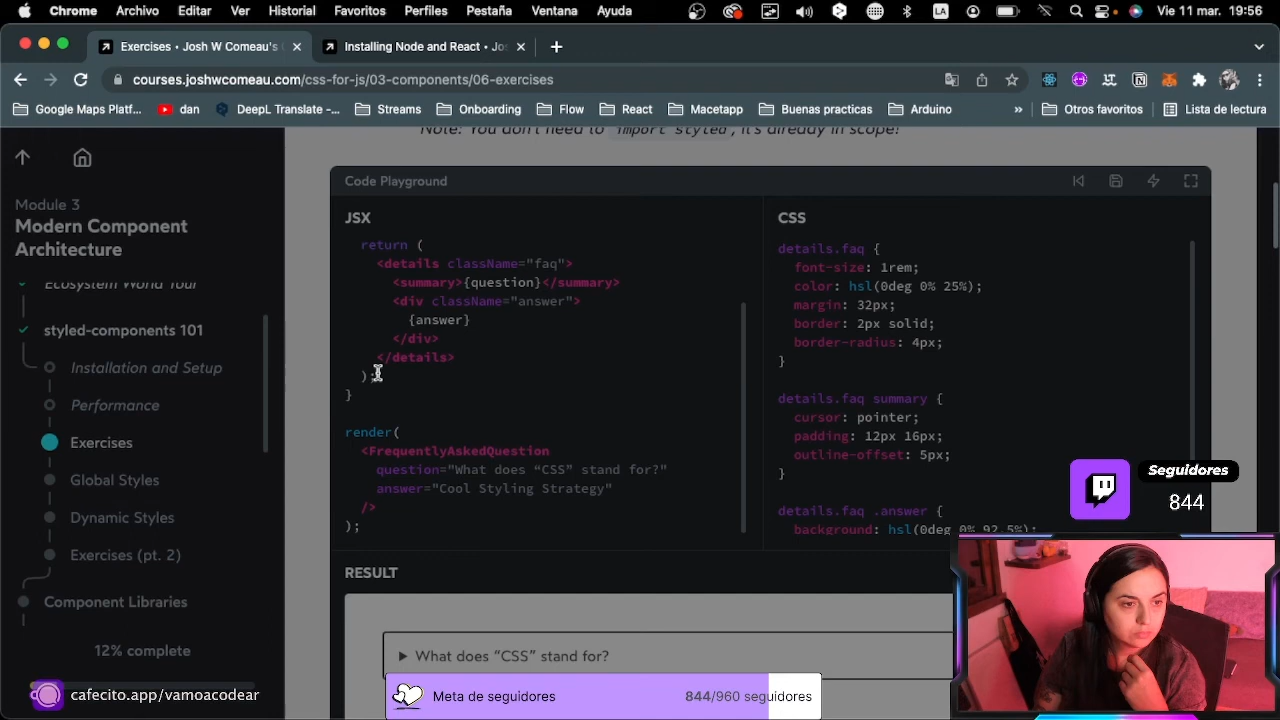 Chrome Archivo Editar Ver Historial Favoritos Perfiles Pestaña Ventana Ayuda LA Vie 11 mar. 19:56
Exercises • Josh W Comeau's Installing Node and React • Jos
courses.joshwcomeau.com/css-for-js/03-components/06-exercises
Google Maps Platf... dan DeepL Translate -... Streams Onboarding Flow React Macetapp Buenas practicas Arduino » Otros favoritos Lista de lectura
Note: You don't need to `import styled`, it's already in scope!
Module 3
Modern Component
Architecture
Ecosystem World Tour
styled-components 101
Installation and Setup
Performance
Exercises
Global Styles
Dynamic Styles
Exercises (pt. 2)
Component Libraries
12% complete
cafecito.app/vamoacodear
Code Playground
JSX
return (
<details className="faq">
<summary>{question}</summary>
<div className="answer">
{answer}
</div>
</details>
);
}
render(
<FrequentlyAskedQuestion
question="What does “CSS” stand for?"
answer="Cool Styling Strategy"
/>
);
CSS
details.faq {
font-size: 1rem;
color: hsl(0deg 0% 25%);
margin: 32px;
border: 2px solid;
border-radius: 4px;
}
details.faq summary {
cursor: pointer;
padding: 12px 16px;
outline-offset: 5px;
}
details.faq .answer {
background: hsl(0deg 0% 92.5%);
RESULT
▶ What does “CSS” stand for?
Seguidores
844
Meta de seguidores 844/960 seguidores